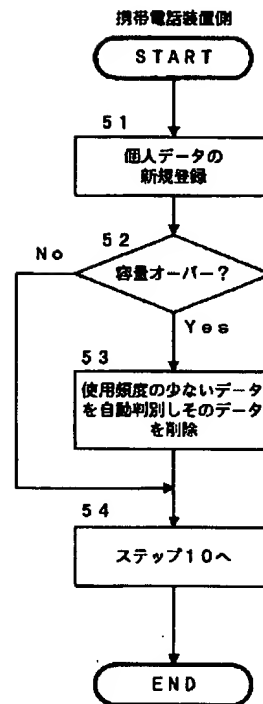 携帯電話装置側
START
51
個人データの
新規登録
52
No
容量オーバー?
Yes
53
使用頻度の少ないデータ
を自動判別しそのデータ
を削除
54
ステップ10へ
END